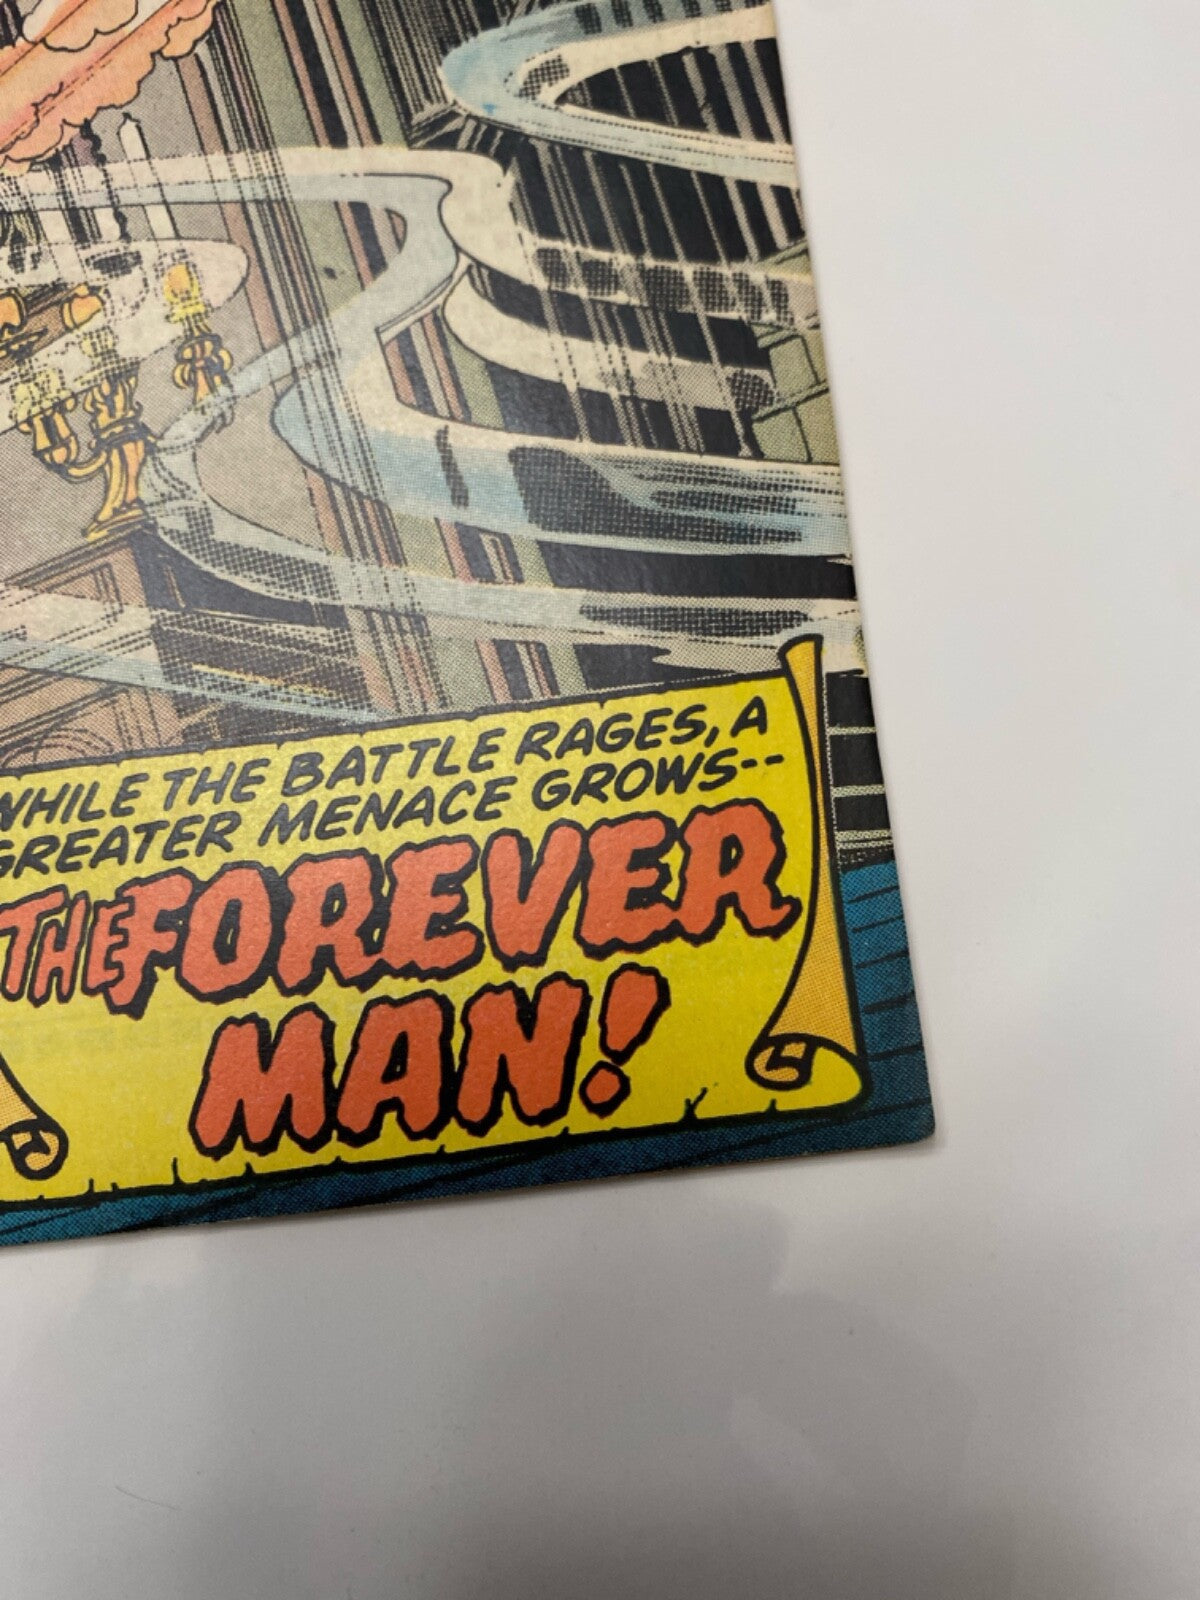 WHILE THE BATTLE RAGES, A
GREATER MENACE GROWS--
THE FOREVER
MAN!